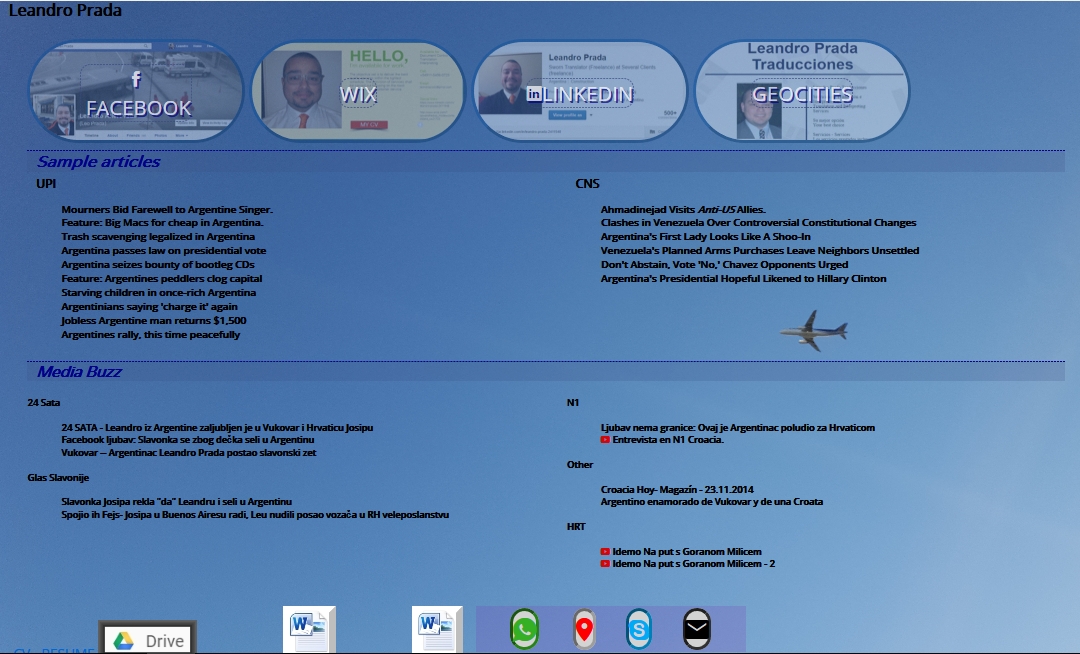 Leandro Prada
FACEBOOK
HELLO,
WIX
MY CV
Leandro Prada
500+
in LINKEDIN
Leandro Prada
Traducciones
GEOCITIES
Sample articles
UPI
Mourners Bid Farewell to Argentine Singer.
Feature: Big Macs for cheap in Argentina.
Trash scavenging legalized in Argentina
Argentina passes law on presidential vote
Argentina seizes bounty of bootleg CDs
Feature: Argentines peddlers clog capital
Starving children in once-rich Argentina
Argentinians saying 'charge it' again
Jobless Argentine man returns $1,500
Argentines rally, this time peacefully
CNS
Ahmadinejad Visits Anti-US Allies.
Clashes in Venezuela Over Controversial Constitutional Changes
Argentina's First Lady Looks Like A Shoo-In
Venezuela's Planned Arms Purchases Leave Neighbors Unsettled
Don't Abstain, Vote 'No,' Chavez Opponents Urged
Argentina's Presidential Hopeful Likened to Hillary Clinton
Media Buzz
24 Sata
24 SATA - Leandro iz Argentine zaljubljen je u Vukovar i Hrvaticu Josipu
Facebook ljubav: Slavonka se zbog dečka seli u Argentinu
Vukovar – Argentinac Leandro Prada postao slavonski zet
Glas Slavonije
Slavonka Josipa rekla "da" Leandru i seli u Argentinu
Spojio ih Fejs- Josipa u Buenos Airesu radi, Leu nudili posao vozača u RH veleposlanstvu
N1
Ljubav nema granice: Ovaj je Argentinac poludio za Hrvaticom
Entrevista en N1 Croacia.
Other
Croacia Hoy- Magazín - 23.11.2014
Argentino enamorado de Vukovar y de una Croata
HRT
Idemo Na put s Goranom Milicem
Idemo Na put s Goranom Milicem - 2
CV - RESUME
Drive
W
W